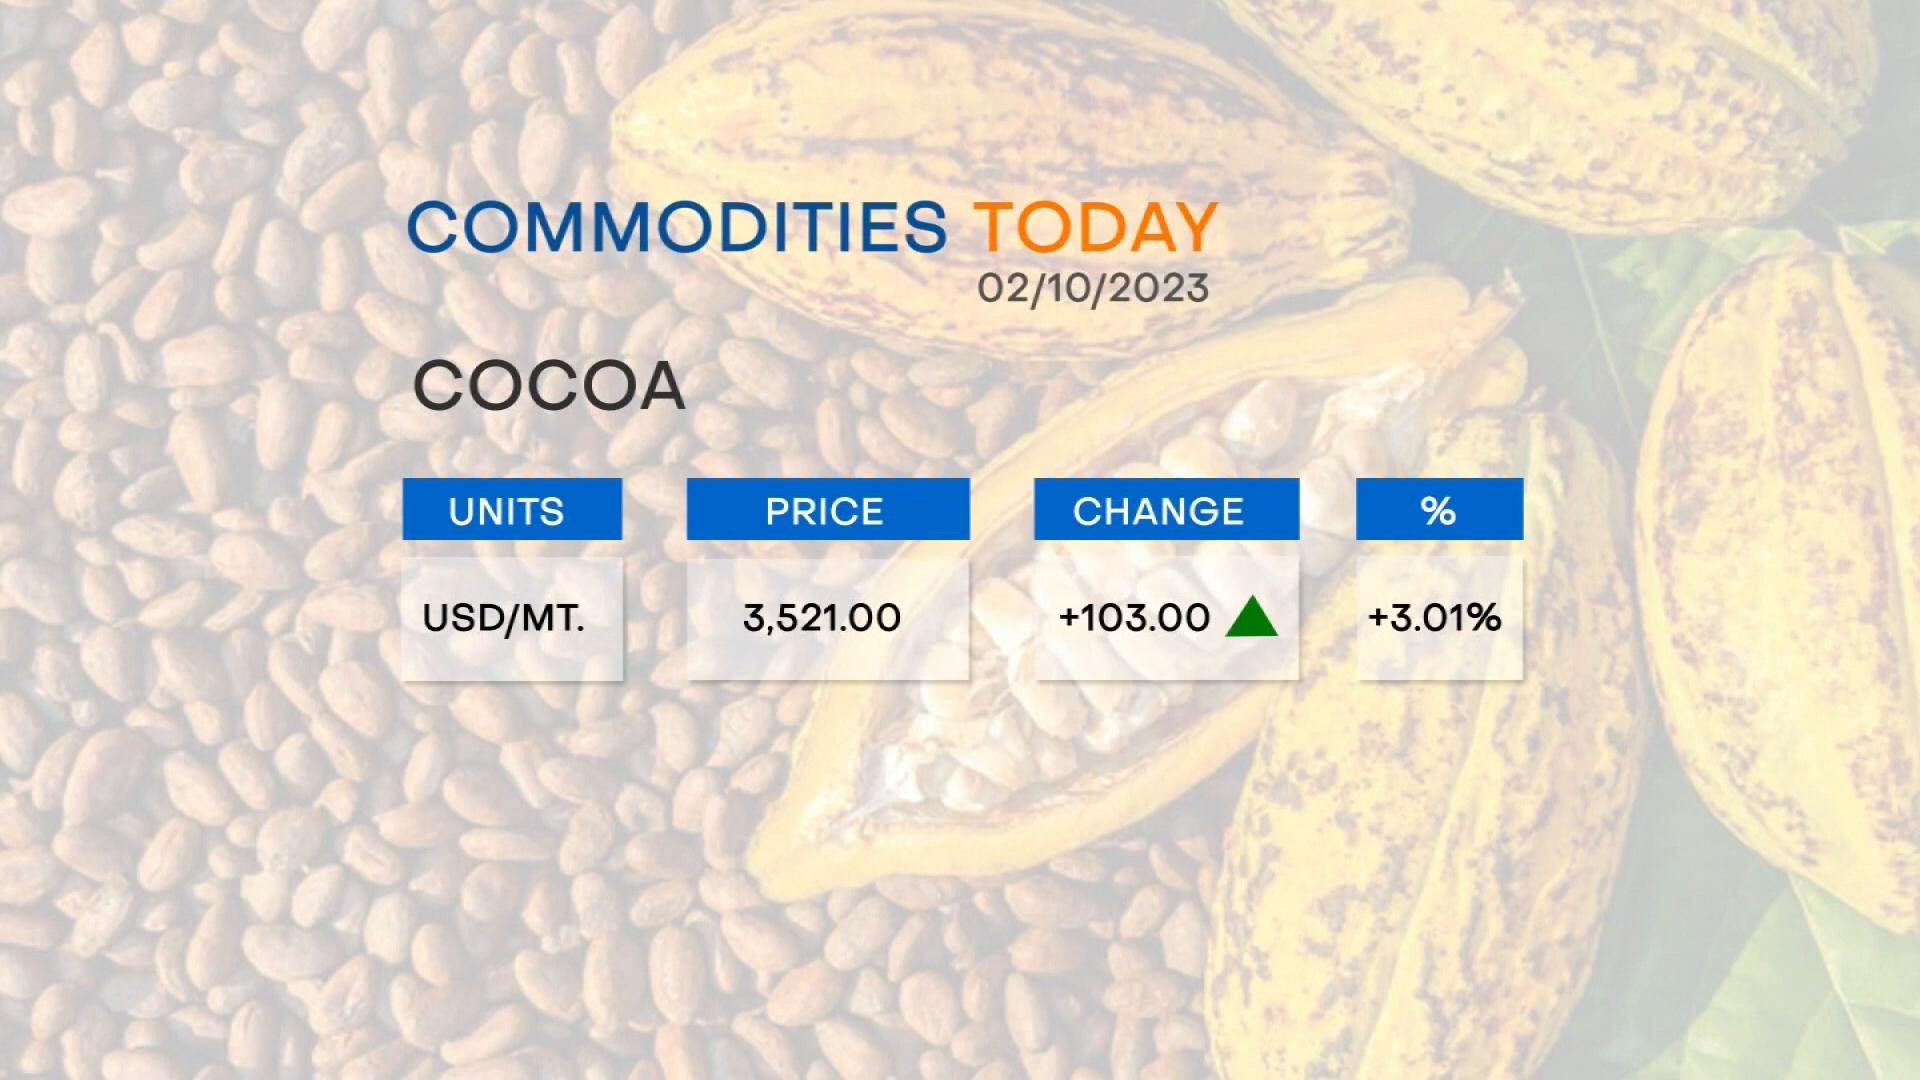 COMMODITIES TODAY
02/10/2023
COCOA
UNITS PRICE CHANGE %
USD/MT. 3,521.00 +103.00 +3.01%